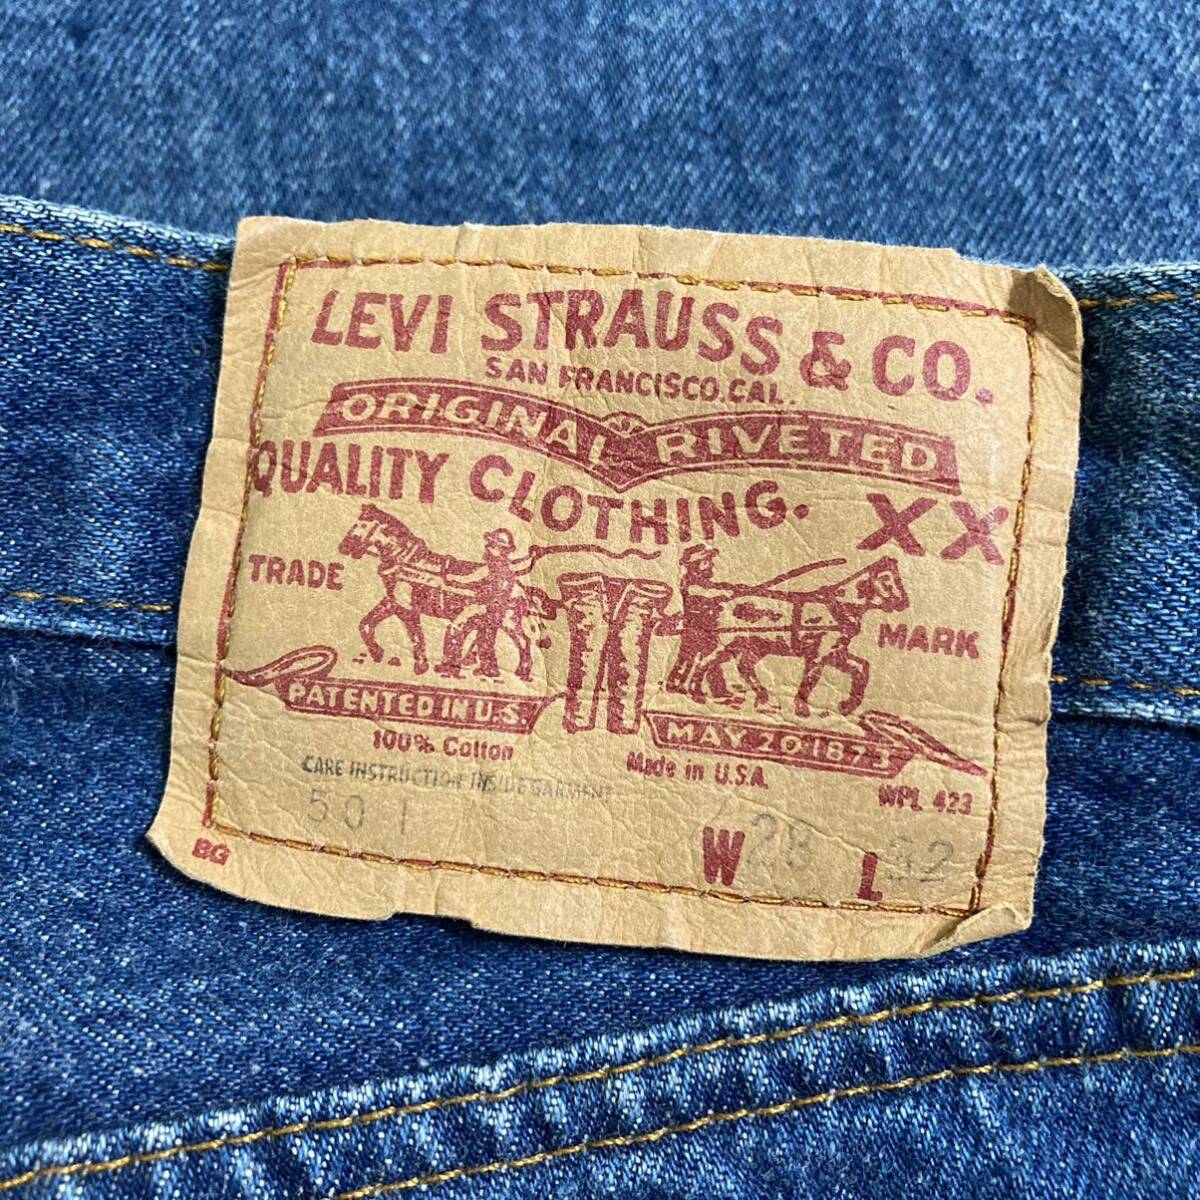 LEVI STRAUSS & CO.
SAN FRANCISCO, CAL.
ORIGINAL RIVETED
QUALITY CLOTHING. XX
TRADE MARK
PATENTED IN U.S. MAY 20 1873
100% Cotton Made in U.S.A.
WPL 423
CARE INSTRUCTION INSIDE GARMENT
501
W 28 L 32
BG